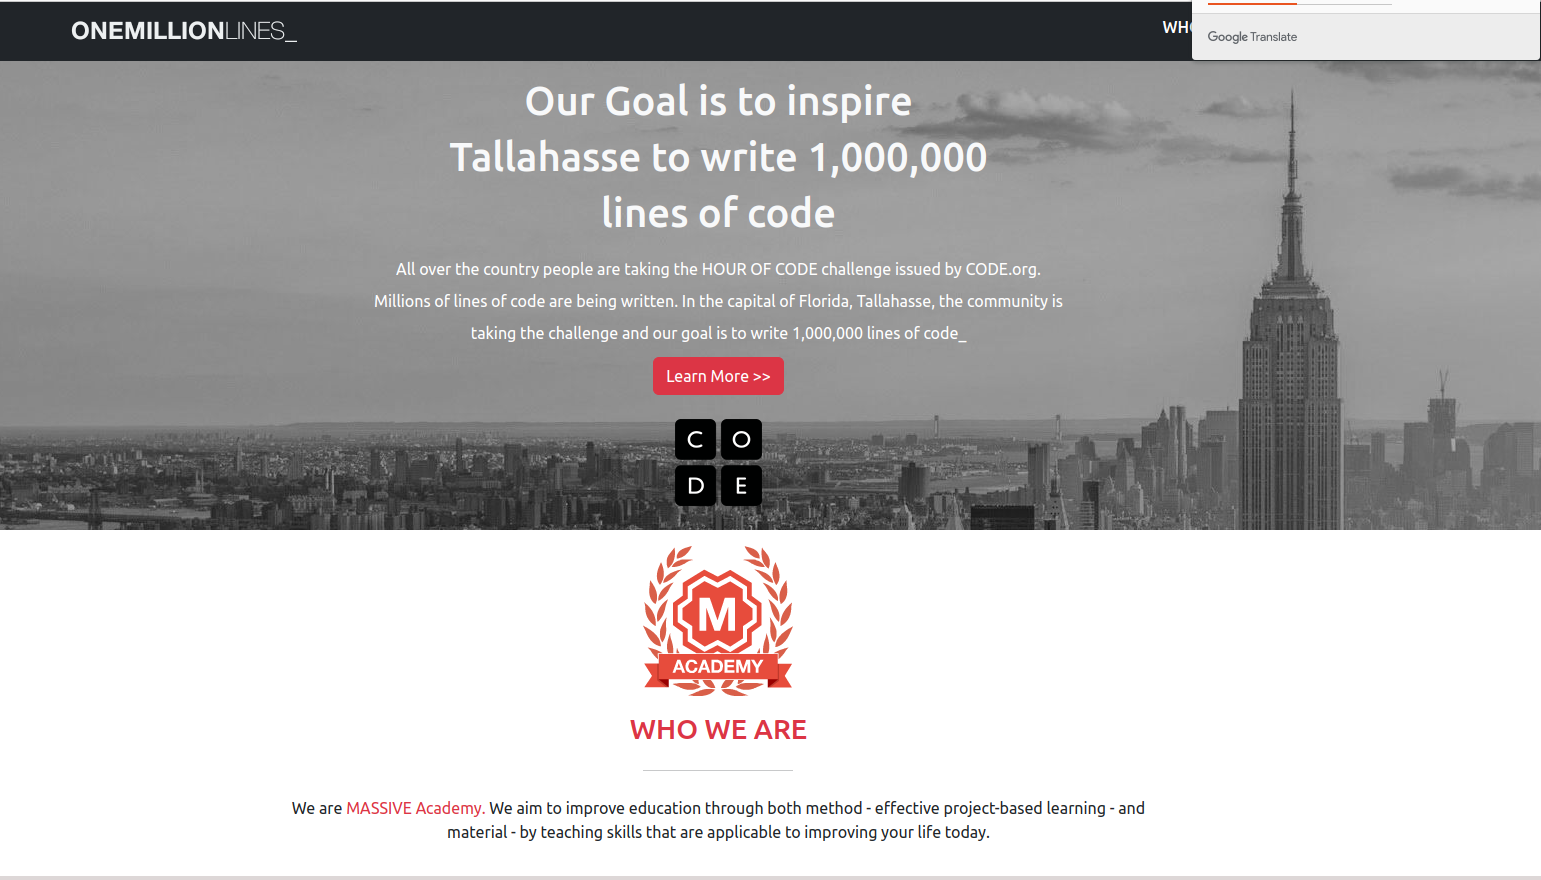 ONEMILLIONLINES_
Google Translate
Our Goal is to inspire
Tallahasse to write 1,000,000
lines of code
All over the country people are taking the HOUR OF CODE challenge issued by CODE.org.
Millions of lines of code are being written. In the capital of Florida, Tallahasse, the community is
taking the challenge and our goal is to write 1,000,000 lines of code_
Learn More >>
C O
D E
M
ACADEMY
WHO WE ARE
We are MASSIVE Academy. We aim to improve education through both method - effective project-based learning - and
material - by teaching skills that are applicable to improving your life today.